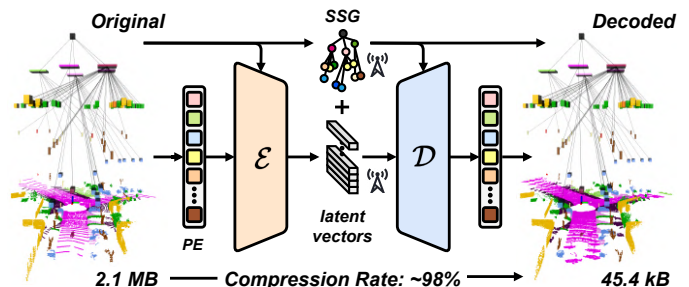 Original
SSG
Decoded
+
ℰ
𝒟
PE
latent
vectors
2.1 MB
Compression Rate: ~98%
45.4 kB